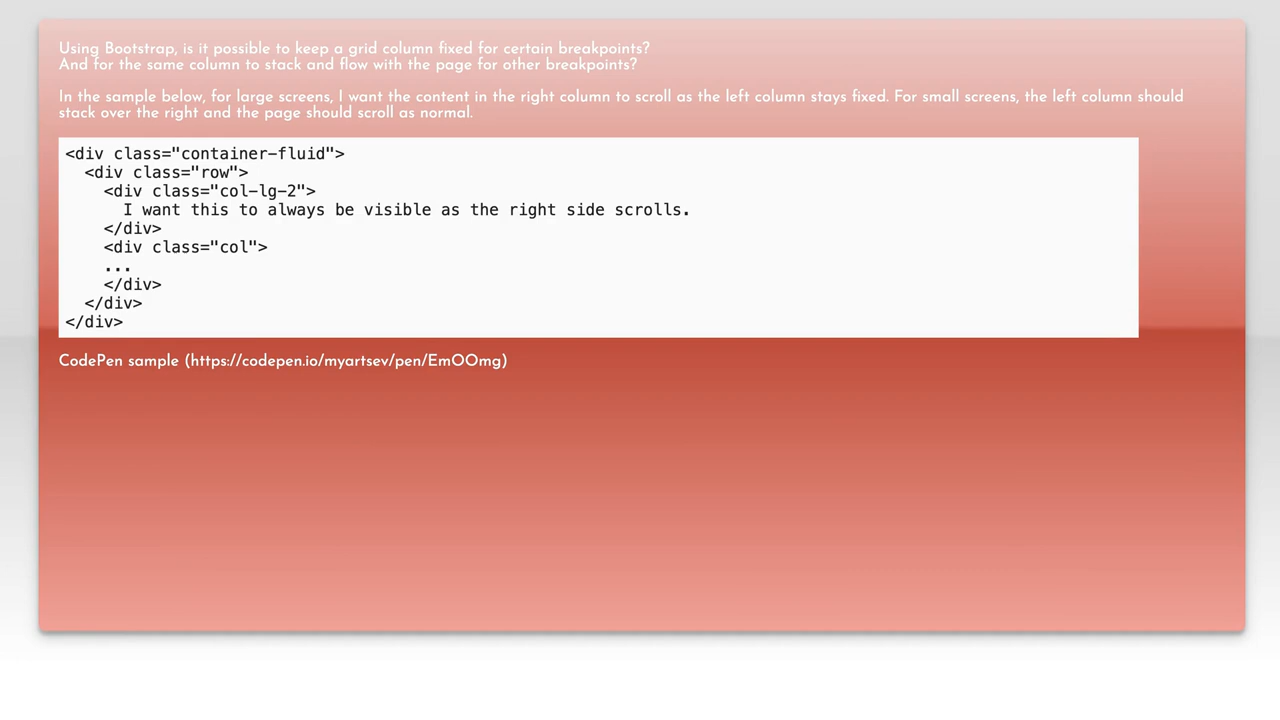 Using Bootstrap, is it possible to keep a grid column fixed for certain breakpoints?
And for the same column to stack and flow with the page for other breakpoints?
In the sample below, for large screens, I want the content in the right column to scroll as the left column stays fixed. For small screens, the left column should
stack over the right and the page should scroll as normal.
<div class="container-fluid">
  <div class="row">
    <div class="col-lg-2">
      I want this to always be visible as the right side scrolls.
    </div>
    <div class="col">
    ...
    </div>
  </div>
</div>
CodePen sample (https://codepen.io/myartsev/pen/EmOOmg)